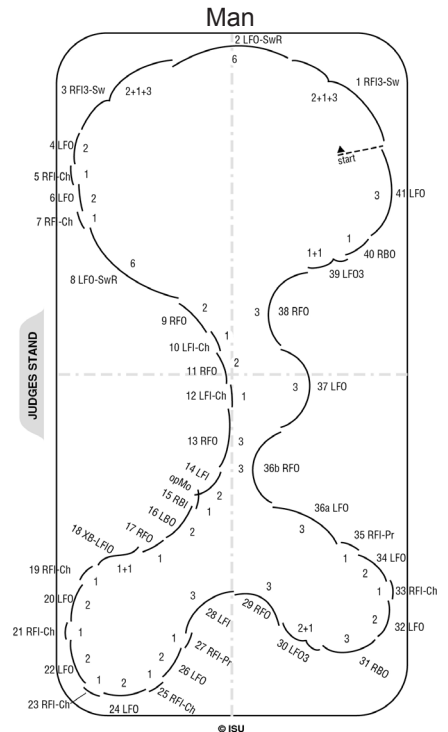 Man
2 LFO-SwR
6
1 RFI3-Sw
2+1+3
3 RFI3-Sw
2+1+3
start
4 LFO
2
5 RFI-Ch
1
6 LFO
2
7 RFI-Ch
1
8 LFO-SwR
6
41 LFO
3
40 RBO
1
39 LFO3
1+1
38 RFO
3
9 RFO
2
10 LFI-Ch
1
11 RFO
2
12 LFI-Ch
1
37 LFO
3
JUDGES STAND
13 RFO
3
14 LFI
3
opMo
15 RBI
2
16 LBO
1
17 RFO
2
18 XB-LFIO
1
1+1
36b RFO
36a LFO
3
35 RFI-Pr
1
34 LFO
2
33 RFI-Ch
1
32 LFO
2
31 RBO
3
30 LFO3
2+1
29 RFO
3
28 LFI
3
27 RFI-Pr
1
26 LFO
2
25 RFI-Ch
1
24 LFO
2
23 RFI-Ch
1
22 LFO
2
21 RFI-Ch
1
20 LFO
2
19 RFI-Ch
1
© ISU